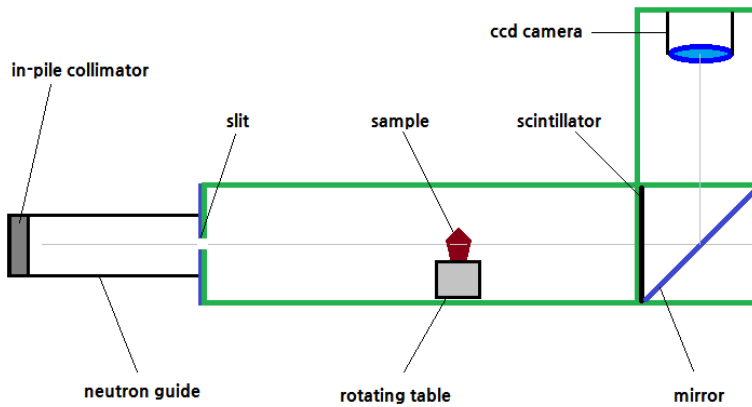 ccd camera
in-pile collimator
slit
sample
scintillator
neutron guide
rotating table
mirror